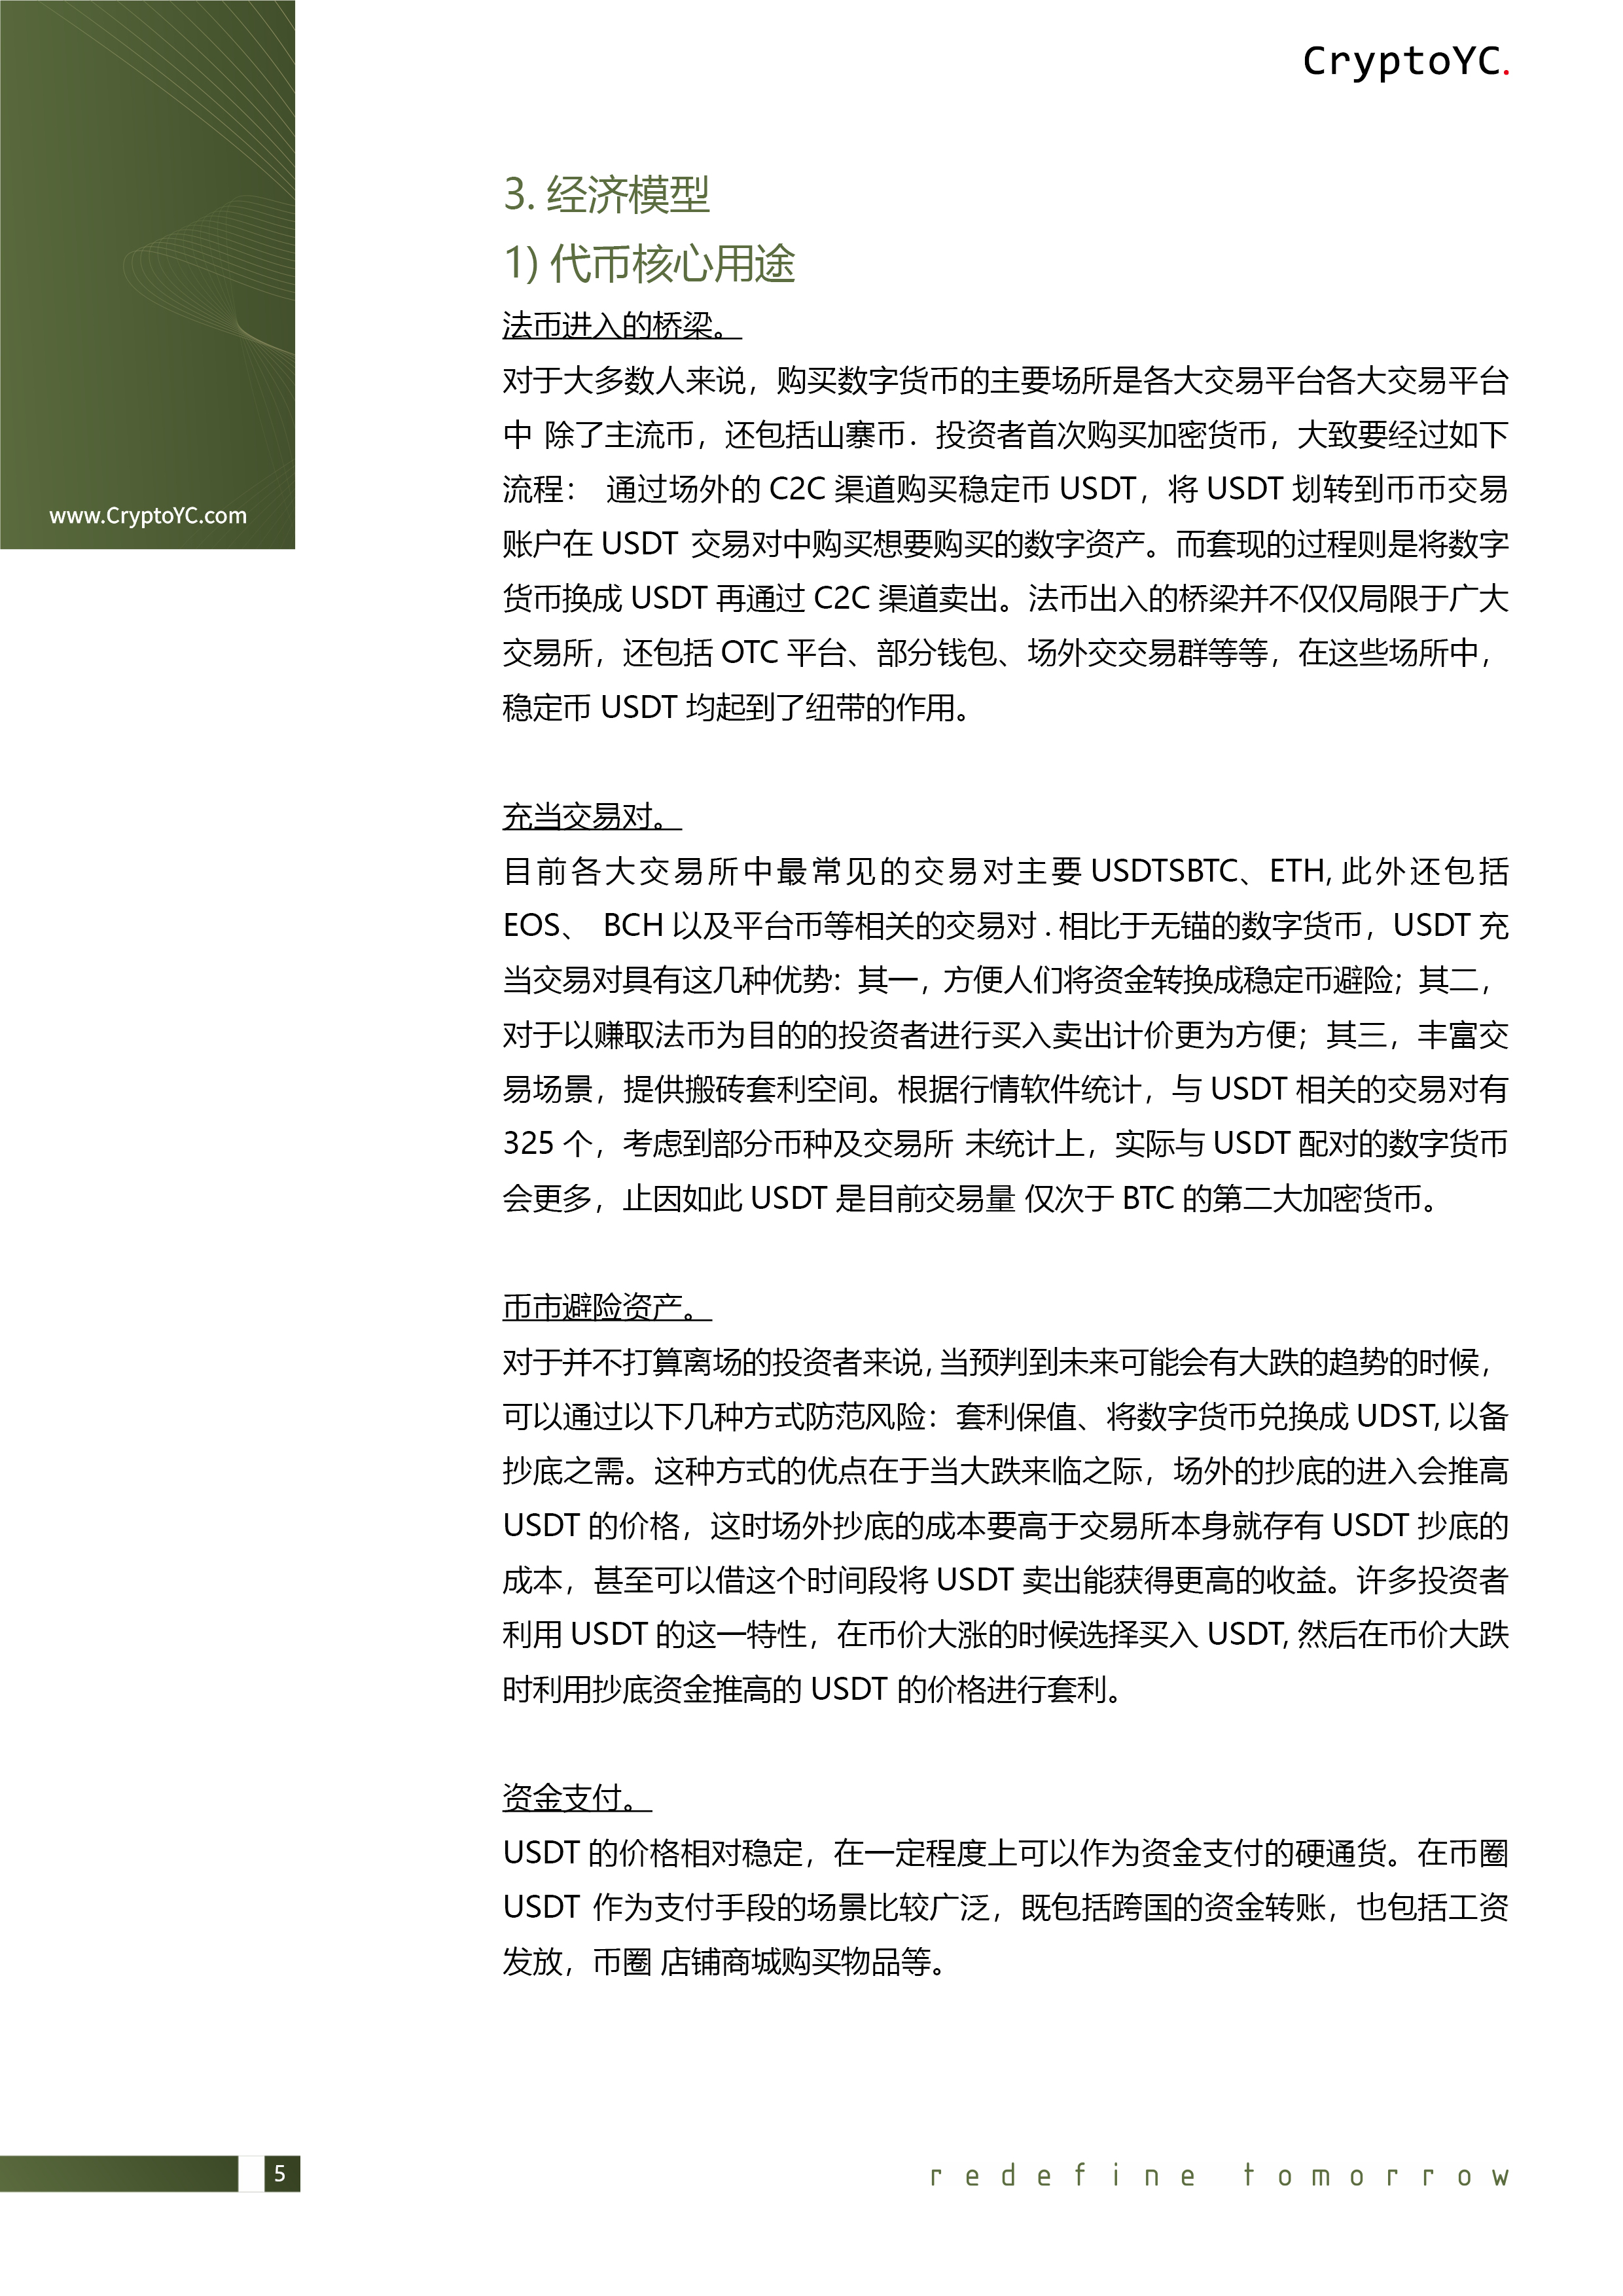 CryptoYC.
www.CryptoYC.com
3. 经济模型
1) 代币核心用途
法币进入的桥梁。
对于大多数人来说，购买数字货币的主要场所是各大交易平台各大交易平台
中 除了主流币，还包括山寨币．投资者首次购买加密货币，大致要经过如下
流程： 通过场外的 C2C 渠道购买稳定币 USDT，将 USDT 划转到币币交易
账户在 USDT 交易对中购买想要购买的数字资产。而套现的过程则是将数字
货币换成 USDT 再通过 C2C 渠道卖出。法币出入的桥梁并不仅仅局限于广大
交易所，还包括 OTC 平台、部分钱包、场外交交易群等等，在这些场所中，
稳定币 USDT 均起到了纽带的作用。
充当交易对。
目前各大交易所中最常见的交易对主要 USDTSBTC、ETH, 此外还包括
EOS、 BCH 以及平台币等相关的交易对 . 相比于无锚的数字货币，USDT 充
当交易对具有这几种优势：其一，方便人们将资金转换成稳定币避险；其二，
对于以赚取法币为目的的投资者进行买入卖出计价更为方便；其三，丰富交
易场景，提供搬砖套利空间。根据行情软件统计，与 USDT 相关的交易对有
325 个，考虑到部分币种及交易所 未统计上，实际与 USDT 配对的数字货币
会更多，止因如此 USDT 是目前交易量 仅次于 BTC 的第二大加密货币。
币市避险资产。
对于并不打算离场的投资者来说, 当预判到未来可能会有大跌的趋势的时候，
可以通过以下几种方式防范风险：套利保值、将数字货币兑换成 UDST, 以备
抄底之需。这种方式的优点在于当大跌来临之际，场外的抄底的进入会推高
USDT 的价格，这时场外抄底的成本要高于交易所本身就存有 USDT 抄底的
成本，甚至可以借这个时间段将 USDT 卖出能获得更高的收益。许多投资者
利用 USDT 的这一特性，在币价大涨的时候选择买入 USDT, 然后在币价大跌
时利用抄底资金推高的 USDT 的价格进行套利。
资金支付。
USDT 的价格相对稳定，在一定程度上可以作为资金支付的硬通货。在币圈
USDT 作为支付手段的场景比较广泛，既包括跨国的资金转账，也包括工资
发放，币圈 店铺商城购买物品等。
5
redefine tomorrow